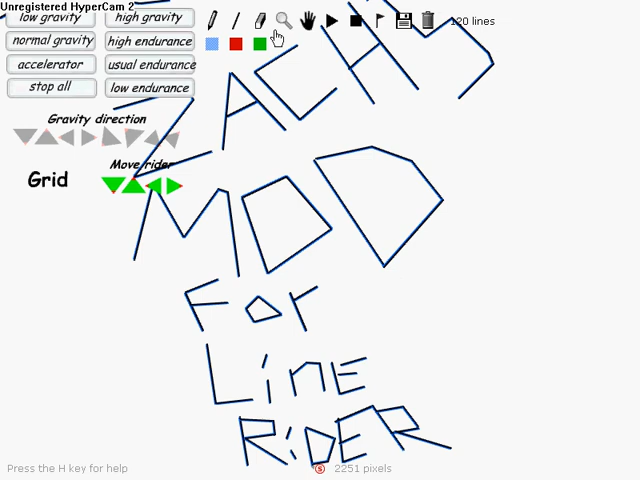 Unregistered HyperCam 2
low gravity high gravity
normal gravity high endurance
accelerator usual endurance
stop all low endurance
120 lines
Gravity direction
Move rider
Grid
ZACH'S
MOD
For
LinE
RiDER
Press the H key for help
2251 pixels